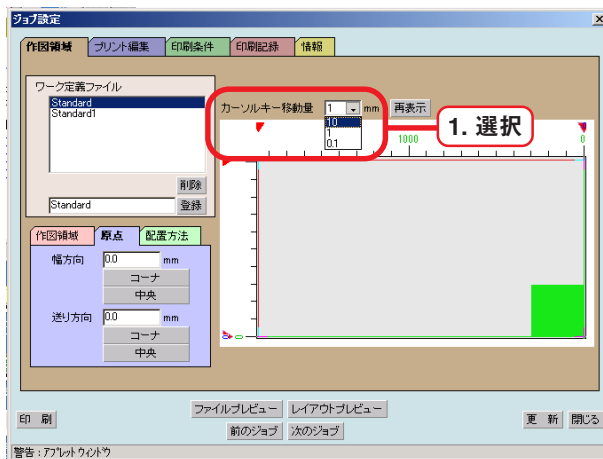 ジョブ設定
作図領域 プリント編集 印刷条件 印刷記録 情報
ワーク定義ファイル
Standard
Standard1
削除
Standard 登録
カーソルキー移動量 1 mm 再表示
10
1
0.1
1. 選択
1000 0
作図領域 原点 配置方法
幅方向 0.0 mm
コーナ
中央
送り方向 0.0 mm
コーナ
中央
0
ファイルプレビュー レイアウトプレビュー
印 刷 更 新 閉じる
前のジョブ 次のジョブ
警告 : アプレット ウィンドウ